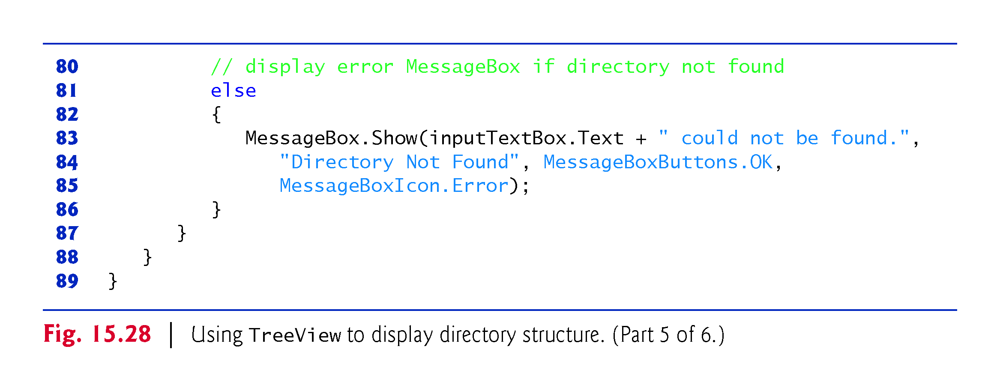 80 // display error MessageBox if directory not found
81 else
82 {
83 MessageBox.Show(inputTextBox.Text + " could not be found.",
84 "Directory Not Found", MessageBoxButtons.OK,
85 MessageBoxIcon.Error);
86 }
87 }
88 }
89 }
Fig. 15.28 | Using TreeView to display directory structure. (Part 5 of 6.)